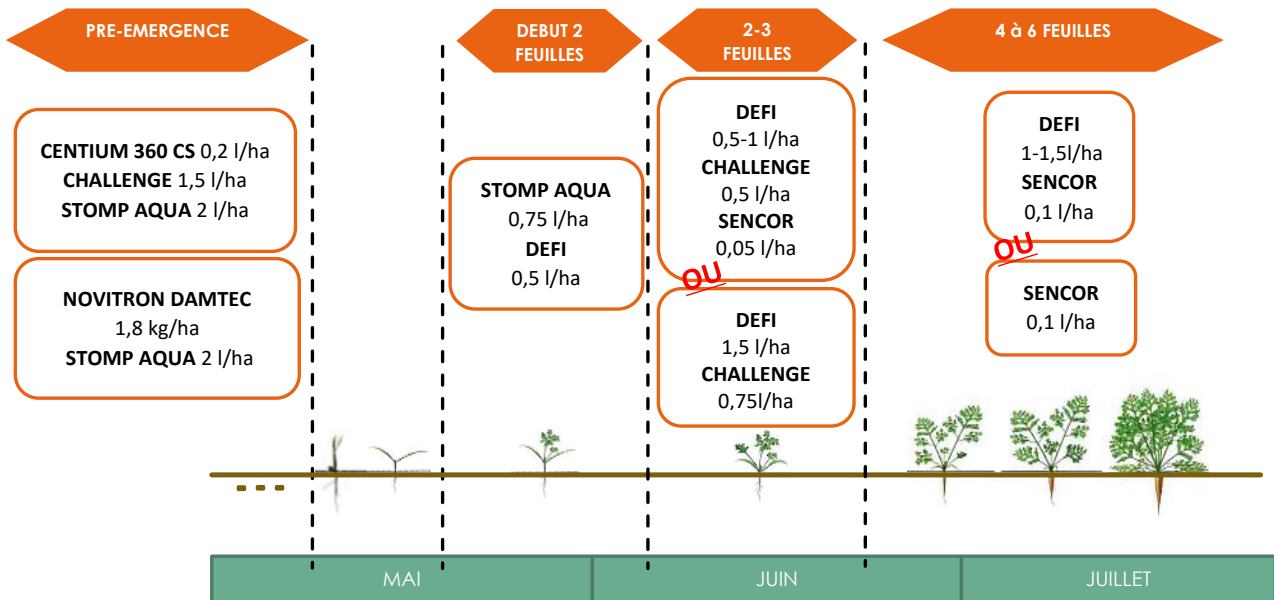 PRE-EMERGENCE
DEBUT 2
FEUILLES
2-3
FEUILLES
4 à 6 FEUILLES
CENTIUM 360 CS 0,2 l/ha
CHALLENGE 1,5 l/ha
STOMP AQUA 2 l/ha
NOVITRON DAMTEC
1,8 kg/ha
STOMP AQUA 2 l/ha
STOMP AQUA
0,75 l/ha
DEFI
0,5 l/ha
DEFI
0,5-1 l/ha
CHALLENGE
0,5 l/ha
SENCOR
0,05 l/ha
OU
DEFI
1,5 l/ha
CHALLENGE
0,75l/ha
DEFI
1-1,5l/ha
SENCOR
0,1 l/ha
OU
SENCOR
0,1 l/ha
MAI
JUIN
JUILLET